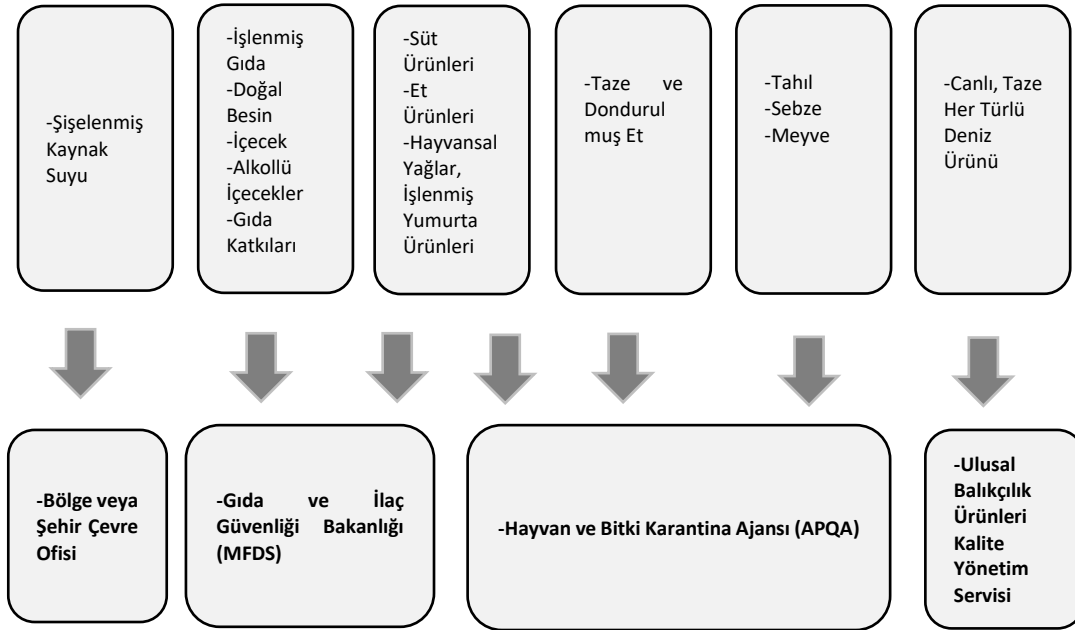 -Şişelenmiş
Kaynak
Suyu
-İşlenmiş
Gıda
-Doğal
Besin
-İçecek
-Alkollü
İçecekler
-Gıda
Katkıları
-Süt
Ürünleri
-Et
Ürünleri
-Hayvansal
Yağlar,
İşlenmiş
Yumurta
Ürünleri
-Taze ve
Dondurul
muş Et
-Tahıl
-Sebze
-Meyve
-Canlı, Taze
Her Türlü
Deniz
Ürünü
-Bölge veya
Şehir Çevre
Ofisi
-Gıda ve İlaç
Güvenliği Bakanlığı
(MFDS)
-Hayvan ve Bitki Karantina Ajansı (APQA)
-Ulusal
Balıkçılık
Ürünleri
Kalite
Yönetim
Servisi